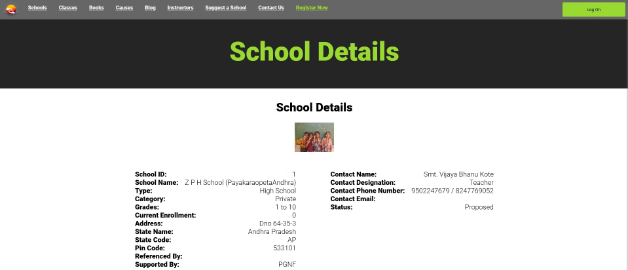 Schools Classes Books Causes Blog Instructors Suggest a School Contact Us Register Now Log On
School Details
School Details
School ID: 1
School Name: Z P H School (PayakaraopetaAndhra)
Type: High School
Category: Private
Grades: 1 to 10
Current Enrollment: 0
Address: Dno 64-35-3
State Name: Andhra Pradesh
State Code: AP
Pin Code: 533101
Referenced By:
Supported By: PGNF
Contact Name: Smt. Vijaya Bhanu Kote
Contact Designation: Teacher
Contact Phone Number: 9502247679 / 8247769052
Contact Email:
Status: Proposed